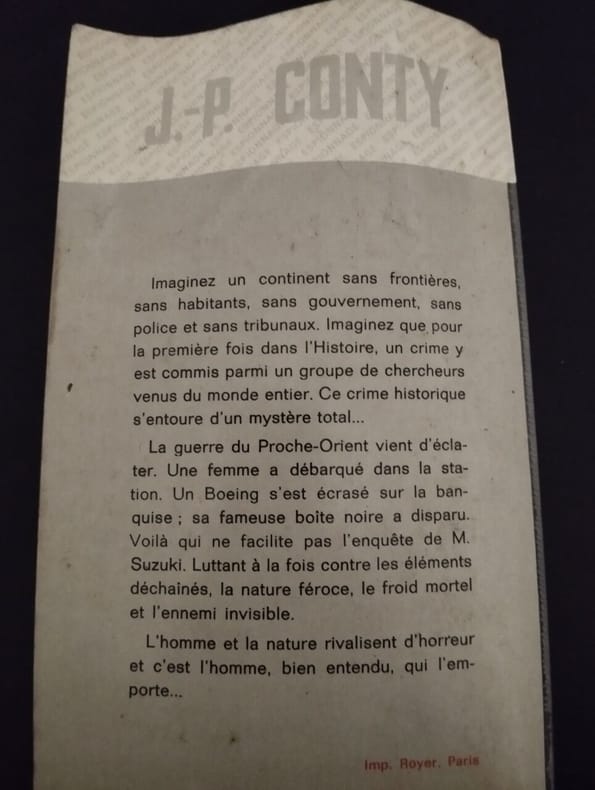 J.-P. CONTY
Imaginez un continent sans frontières,
sans habitants, sans gouvernement, sans
police et sans tribunaux. Imaginez que pour
la première fois dans l'Histoire, un crime y
est commis parmi un groupe de chercheurs
venus du monde entier. Ce crime historique
s'entoure d'un mystère total...
La guerre du Proche-Orient vient d'écla-
ter. Une femme a débarqué dans la sta-
tion. Un Boeing s'est écrasé sur la ban-
quise ; sa fameuse boîte noire a disparu.
Voilà qui ne facilite pas l'enquête de M.
Suzuki. Luttant à la fois contre les éléments
déchaînés, la nature féroce, le froid mortel
et l'ennemi invisible.
L'homme et la nature rivalisent d'horreur
et c'est l'homme, bien entendu, qui l'em-
porte...
Imp. Royer. Paris